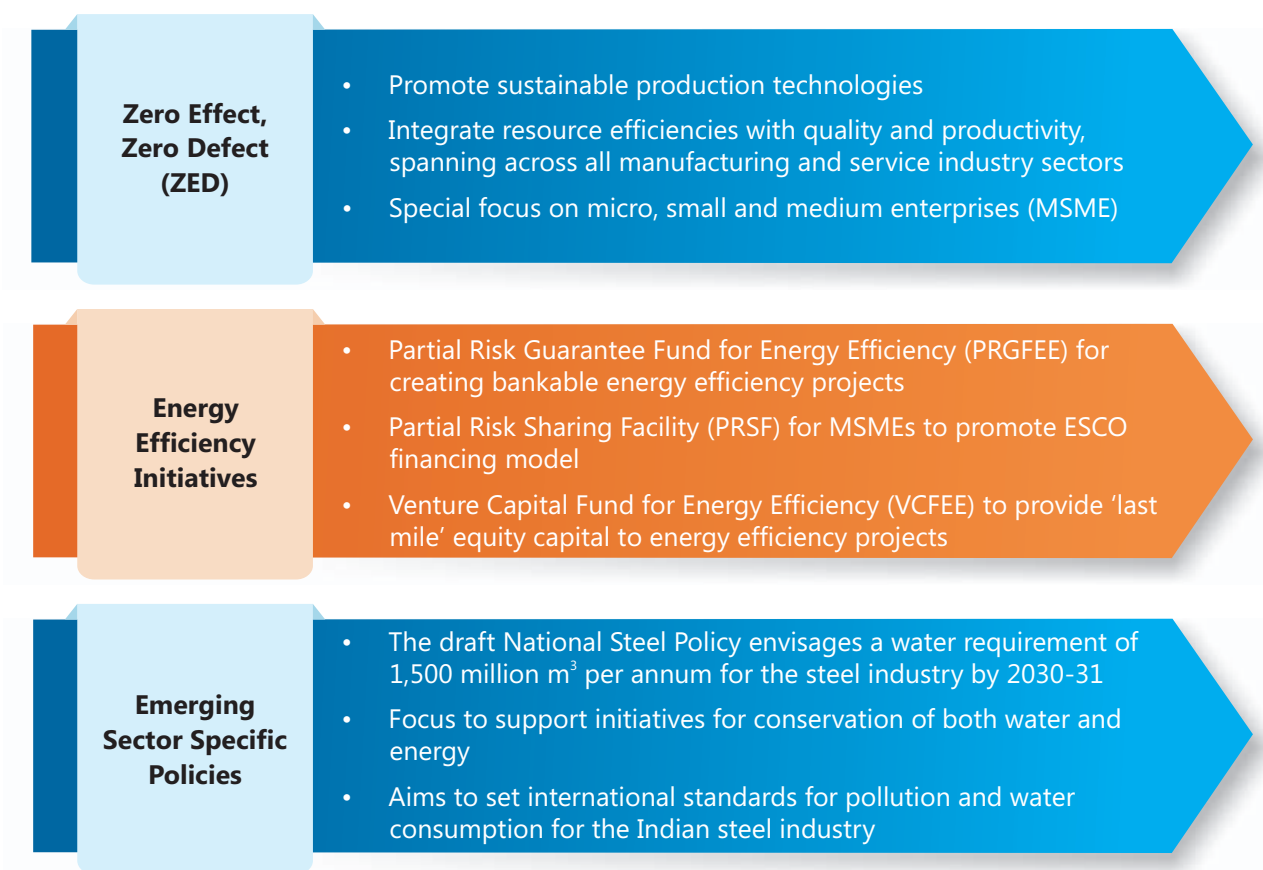 Zero Effect,
Zero Defect
(ZED)
• Promote sustainable production technologies
• Integrate resource efficiencies with quality and productivity,
spanning across all manufacturing and service industry sectors
• Special focus on micro, small and medium enterprises (MSME)
Energy
Efficiency
Initiatives
• Partial Risk Guarantee Fund for Energy Efficiency (PRGFEE) for
creating bankable energy efficiency projects
• Partial Risk Sharing Facility (PRSF) for MSMEs to promote ESCO
financing model
• Venture Capital Fund for Energy Efficiency (VCFEE) to provide ‘last
mile’ equity capital to energy efficiency projects
Emerging
Sector Specific
Policies
• The draft National Steel Policy envisages a water requirement of
1,500 million m³ per annum for the steel industry by 2030-31
• Focus to support initiatives for conservation of both water and
energy
• Aims to set international standards for pollution and water
consumption for the Indian steel industry